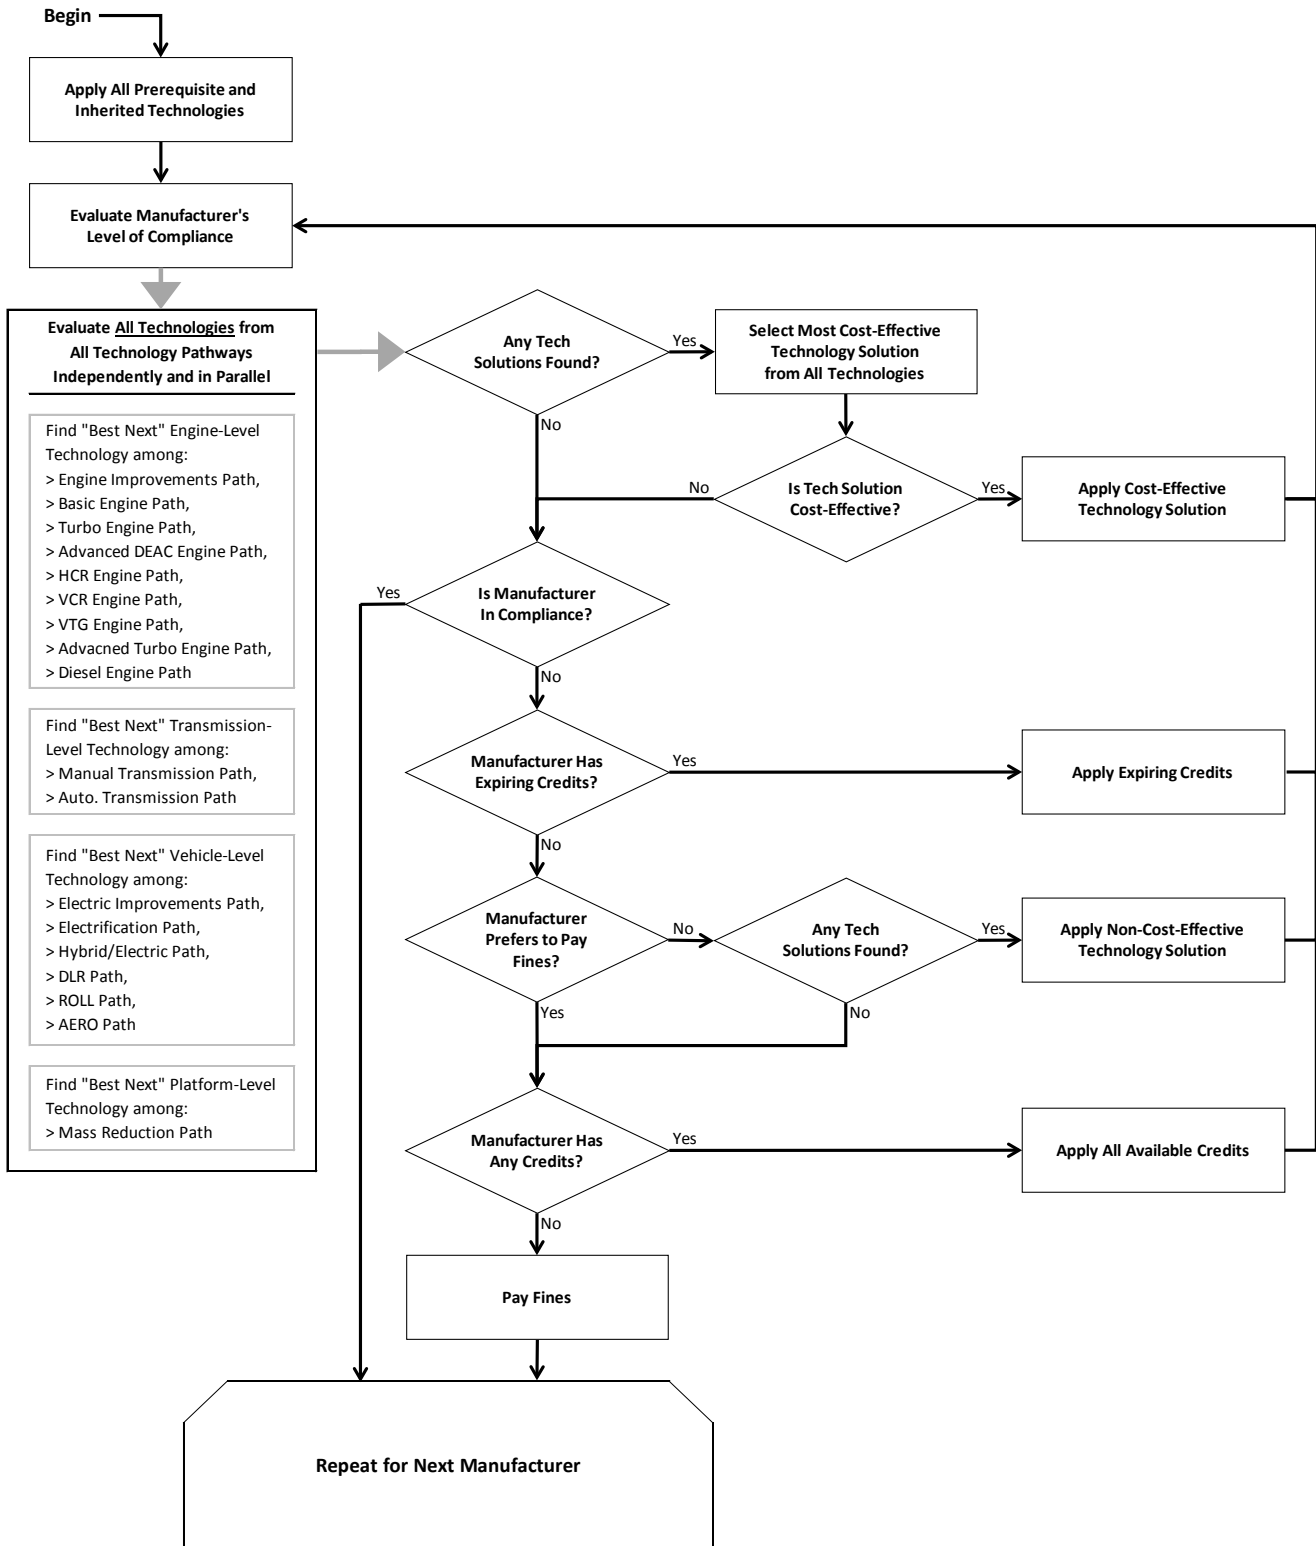 Begin
Apply All Prerequisite and
Inherited Technologies
Evaluate Manufacturer's
Level of Compliance
Evaluate All Technologies from
All Technology Pathways
Independently and in Parallel
Find "Best Next" Engine-Level
Technology among:
> Engine Improvements Path,
> Basic Engine Path,
> Turbo Engine Path,
> Advanced DEAC Engine Path,
> HCR Engine Path,
> VCR Engine Path,
> VTG Engine Path,
> Advacned Turbo Engine Path,
> Diesel Engine Path
Find "Best Next" Transmission-
Level Technology among:
> Manual Transmission Path,
> Auto. Transmission Path
Find "Best Next" Vehicle-Level
Technology among:
> Electric Improvements Path,
> Electrification Path,
> Hybrid/Electric Path,
> DLR Path,
> ROLL Path,
> AERO Path
Find "Best Next" Platform-Level
Technology among:
> Mass Reduction Path
Any Tech
Solutions Found?
Yes
No
Select Most Cost-Effective
Technology Solution
from All Technologies
Is Tech Solution
Cost-Effective?
No
Yes
Apply Cost-Effective
Technology Solution
Is Manufacturer
In Compliance?
Yes
No
Manufacturer Has
Expiring Credits?
Yes
No
Apply Expiring Credits
Manufacturer
Prefers to Pay
Fines?
No
Yes
Any Tech
Solutions Found?
Yes
No
Apply Non-Cost-Effective
Technology Solution
Manufacturer Has
Any Credits?
Yes
No
Apply All Available Credits
Pay Fines
Repeat for Next Manufacturer